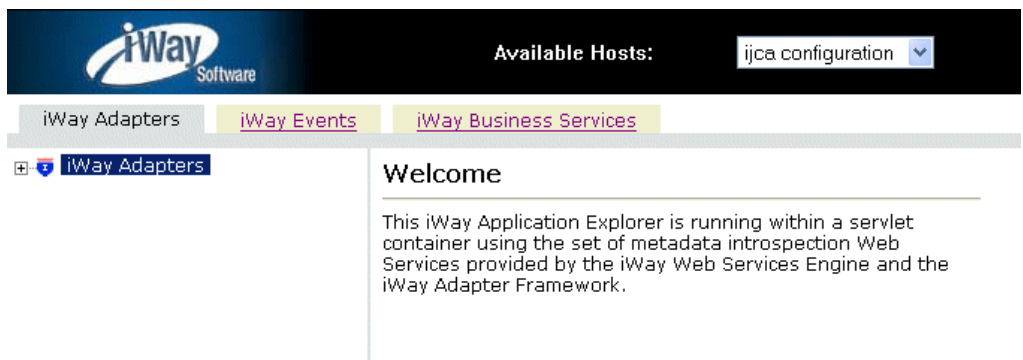 iWay
Software
Available Hosts:
ijca configuration
iWay Adapters
iWay Events
iWay Business Services
iWay Adapters
Welcome
This iWay Application Explorer is running within a servlet
container using the set of metadata introspection Web
Services provided by the iWay Web Services Engine and the
iWay Adapter Framework.